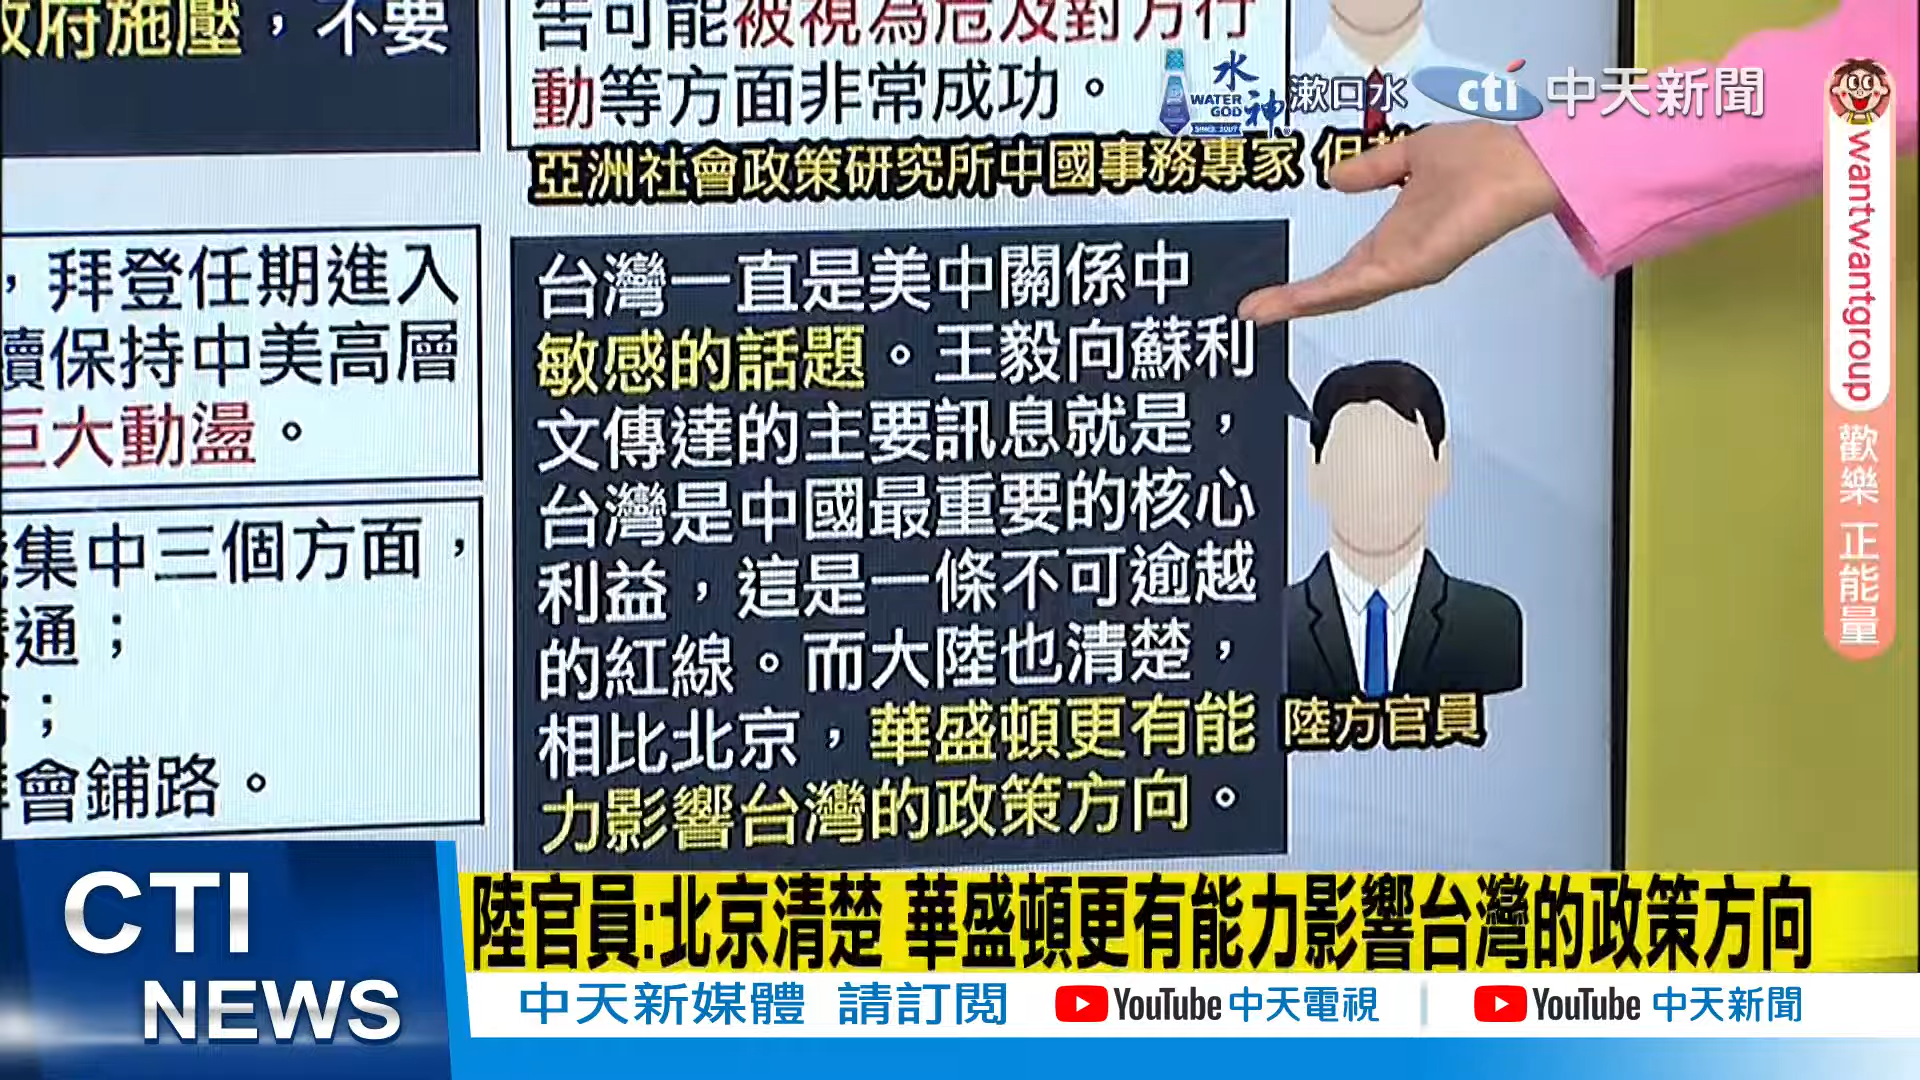 政府施壓，不要
告可能被視為危及對方行
動等方面非常成功。
亞洲社會政策研究所中國事務專家
水神
WATER GOD
SINCE 2007
漱口水
cti 中天新聞
wantwantgroup
歡樂 正能量
，拜登任期進入
續保持中美高層
巨大動盪。
集中三個方面，
通；
；
會鋪路。
台灣一直是美中關係中
敏感的話題。王毅向蘇利
文傳達的主要訊息就是，
台灣是中國最重要的核心
利益，這是一條不可逾越
的紅線。而大陸也清楚，
相比北京，華盛頓更有能
力影響台灣的政策方向。
陸方官員
CTI NEWS
陸官員:北京清楚 華盛頓更有能力影響台灣的政策方向
中天新媒體 請訂閱 YouTube 中天電視 | YouTube 中天新聞